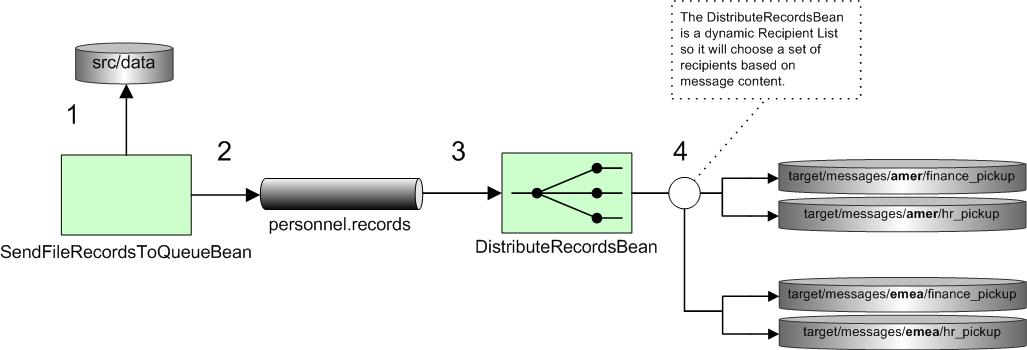 The DistributeRecordsBean
is a dynamic Recipient List
so it will choose a set of
recipients based on
message content.
src/data
1
2
3
4
target/messages/amer/finance_pickup
target/messages/amer/hr_pickup
personnel.records
SendFileRecordsToQueueBean
DistributeRecordsBean
target/messages/emea/finance_pickup
target/messages/emea/hr_pickup